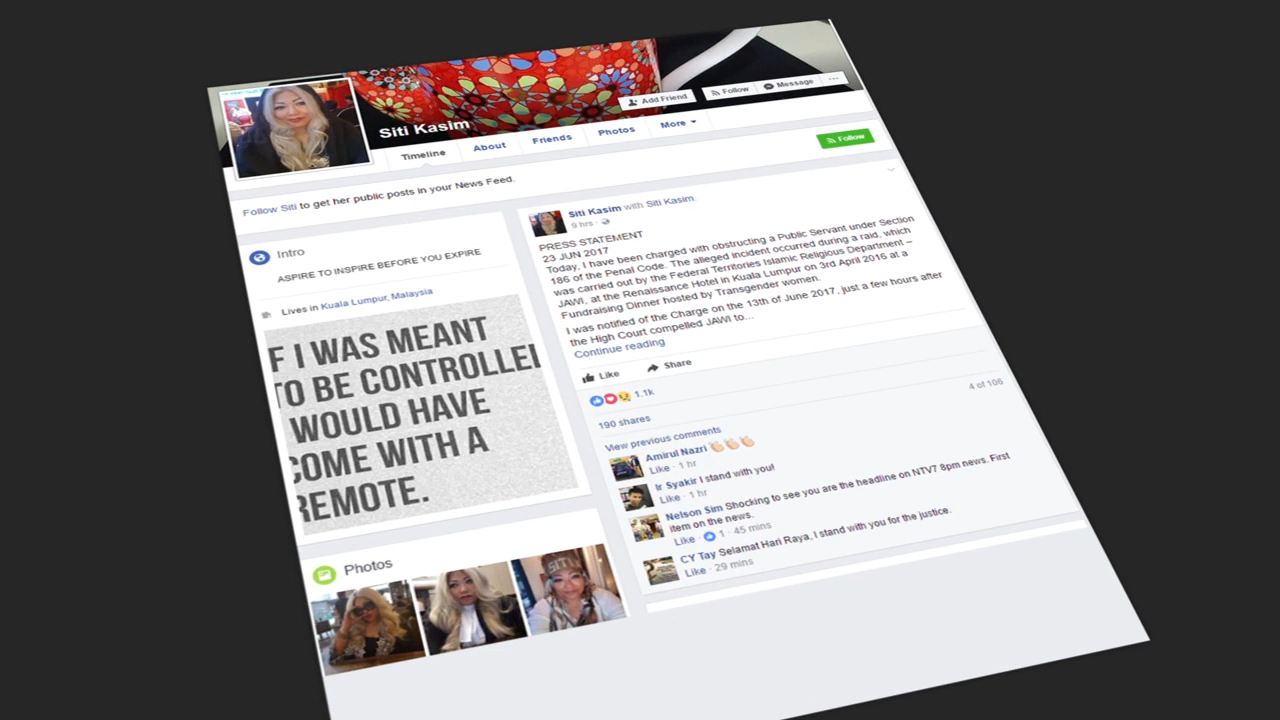 Siti Kasim
Add Friend
Follow
Message
Timeline
About
Friends
Photos
More
Follow Siti to get her public posts in your News Feed.
Follow
Intro
ASPIRE TO INSPIRE BEFORE YOU EXPIRE
Lives in Kuala Lumpur, Malaysia
F I WAS MEANT
TO BE CONTROLLE
WOULD HAVE
COME WITH A
REMOTE.
Photos
SITI
Siti Kasim with Siti Kasim.
9 hrs ·
PRESS STATEMENT
23 JUN 2017
Today, I have been charged with obstructing a Public Servant under Section
186 of the Penal Code. The alleged incident occurred during a raid, which
was carried out by the Federal Territories Islamic Religious Department –
JAWI, at the Renaissance Hotel in Kuala Lumpur on 3rd April 2016 at a
Fundraising Dinner hosted by Transgender women.
I was notified of the Charge on the 13th of June 2017, just a few hours after
the High Court compelled JAWI to...
Continue reading
Like
Share
1.1k
190 shares
View previous comments
4 of 106
Amirul Nazri 👏🏻👏🏻👏🏻
Like · 1 hr
Ir Syakir I stand with you!
Like · 1 hr
Nelson Sim Shocking to see you are the headline on NTV7 8pm news. First
item on the news.
Like · 1 · 45 mins
CY Tay Selamat Hari Raya, I stand with you for the justice.
Like · 29 mins